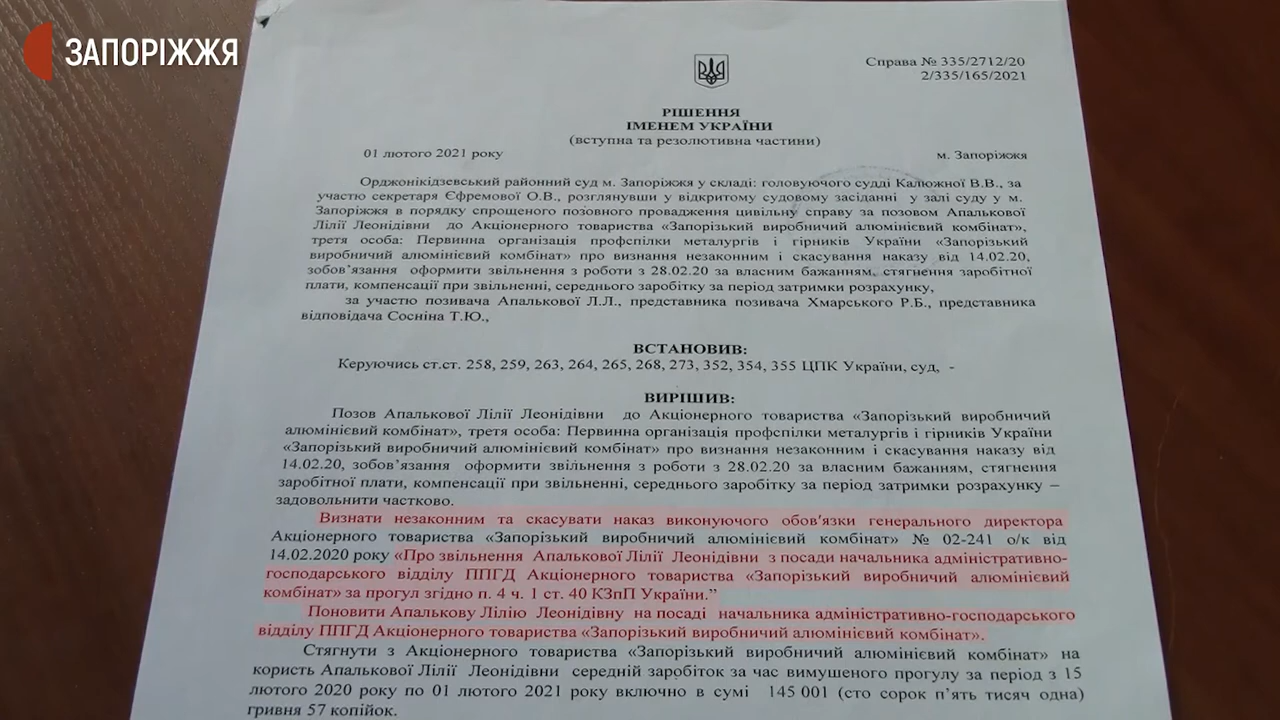 ЗАПОРІЖЖЯ
Справа № 335/2712/20
2/335/165/2021
РІШЕННЯ
ІМЕНЕМ УКРАЇНИ
(вступна та резолютивна частини)
01 лютого 2021 року м. Запоріжжя
Орджонікідзевський районний суд м. Запоріжжя у складі: головуючого судді Калюжної В.В., за
участю секретаря Єфремової О.В., розглянувши у відкритому судовому засіданні у залі суду у м.
Запоріжжя в порядку спрощеного позовного провадження цивільну справу за позовом Апалькової
Лілії Леонідівни до Акціонерного товариства «Запорізький виробничий алюмінієвий комбінат»,
третя особа: Первинна організація профспілки металургів і гірників України «Запорізький
виробничий алюмінієвий комбінат» про визнання незаконним і скасування наказу від 14.02.20,
зобов’язання оформити звільнення з роботи з 28.02.20 за власним бажанням, стягнення заробітної
плати, компенсації при звільненні, середнього заробітку за період затримки розрахунку,
за участю позивача Апалькової Л.Л., представника позивача Хмарського Р.Б., представника
відповідача Сосніна Т.Ю.,
ВСТАНОВИВ:
Керуючись ст.ст. 258, 259, 263, 264, 265, 268, 273, 352, 354, 355 ЦПК України, суд, -
ВИРІШИВ:
Позов Апалькової Лілії Леонідівни до Акціонерного товариства «Запорізький виробничий
алюмінієвий комбінат», третя особа: Первинна організація профспілки металургів і гірників України
«Запорізький виробничий алюмінієвий комбінат» про визнання незаконним і скасування наказу від
14.02.20, зобов’язання оформити звільнення з роботи з 28.02.20 за власним бажанням, стягнення
заробітної плати, компенсації при звільненні, середнього заробітку за період затримки розрахунку –
задовольнити частково.
Визнати незаконним та скасувати наказ виконуючого обов’язки генерального директора
Акціонерного товариства «Запорізький виробничий алюмінієвий комбінат» № 02-241 о/к від
14.02.2020 року «Про звільнення Апалькової Лілії Леонідівни з посади начальника адміністративно-
господарського відділу ППГД Акціонерного товариства «Запорізький виробничий алюмінієвий
комбінат» за прогул згідно п. 4 ч. 1 ст. 40 КЗпП України.”
Поновити Апалькову Лілію Леонідівну на посаді начальника адміністративно-господарського
відділу ППГД Акціонерного товариства «Запорізький виробничий алюмінієвий комбінат».
Стягнути з Акціонерного товариства «Запорізький виробничий алюмінієвий комбінат» на
користь Апалькової Лілії Леонідівни середній заробіток за час вимушеного прогулу за період з 15
лютого 2020 року по 01 лютого 2021 року включно в сумі 145 001 (сто сорок п’ять тисяч одна)
гривня 57 копійок.